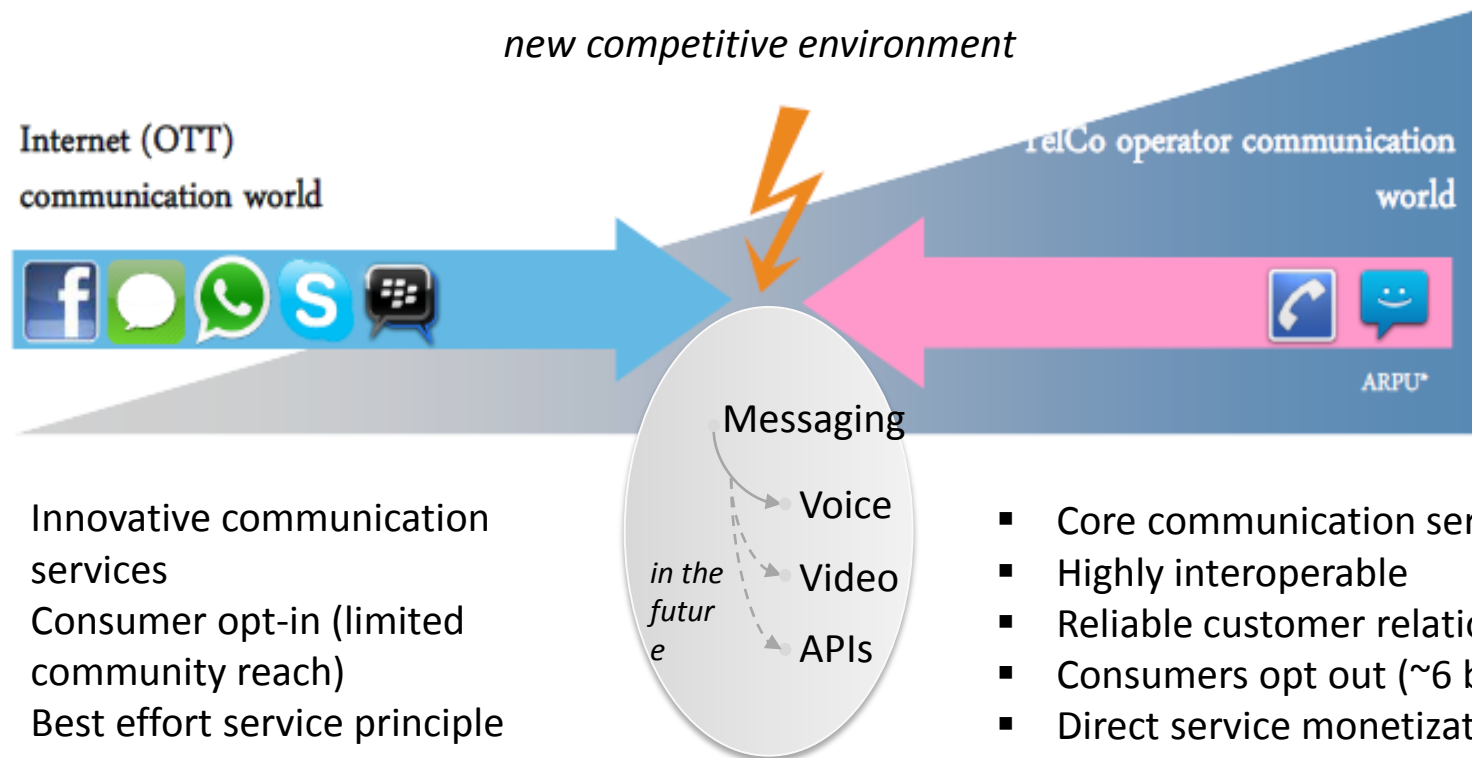 new competitive environment
Internet (OTT)
communication world
TelCo operator communication
world
ARPU*
Messaging
Voice
in the
futur
e
Video
APIs
Innovative communication
services
Consumer opt-in (limited
community reach)
Best effort service principle
▪ Core communication ser
▪ Highly interoperable
▪ Reliable customer relatio
▪ Consumers opt out (~6 b
▪ Direct service monetizat